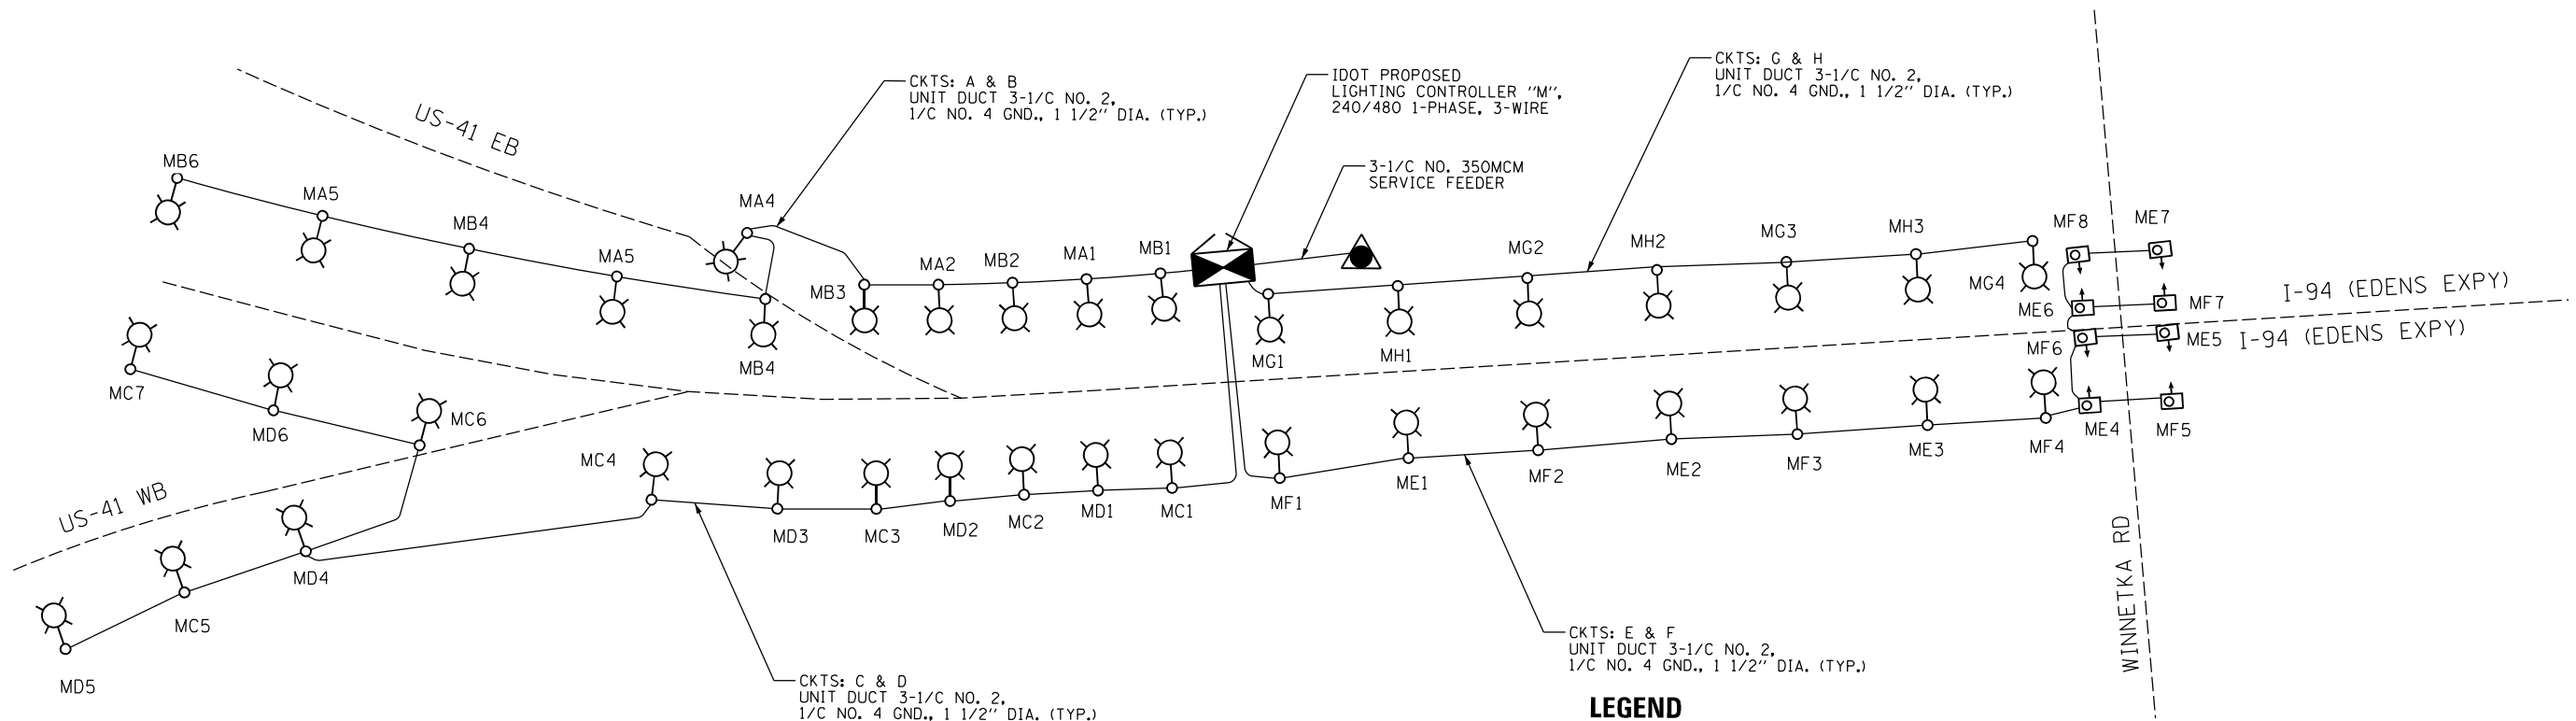 CKTS: A & B
UNIT DUCT 3-1/C NO. 2,
1/C NO. 4 GND., 1 1/2" DIA. (TYP.)
IDOT PROPOSED
LIGHTING CONTROLLER "M",
240/480 1-PHASE, 3-WIRE
CKTS: G & H
UNIT DUCT 3-1/C NO. 2,
1/C NO. 4 GND., 1 1/2" DIA. (TYP.)
3-1/C NO. 350MCM
SERVICE FEEDER
US-41 EB
MB6
MA5
MB4
MA5
MA4
MB4
MB3
MA2
MB2
MA1
MB1
MG1
MH1
MG2
MH2
MG3
MH3
MG4
MF8
ME7
ME6
MF7
MF6
ME5
I-94 (EDENS EXPY)
I-94 (EDENS EXPY)
MC7
MD6
MC6
US-41 WB
MC4
MD3
MC3
MD2
MC2
MD1
MC1
MF1
ME1
MF2
ME2
MF3
ME3
MF4
ME4
MF5
MD4
MC5
MD5
WINNETKA RD
CKTS: C & D
UNIT DUCT 3-1/C NO. 2,
1/C NO. 4 GND., 1 1/2" DIA. (TYP.)
CKTS: E & F
UNIT DUCT 3-1/C NO. 2,
1/C NO. 4 GND., 1 1/2" DIA. (TYP.)
LEGEND